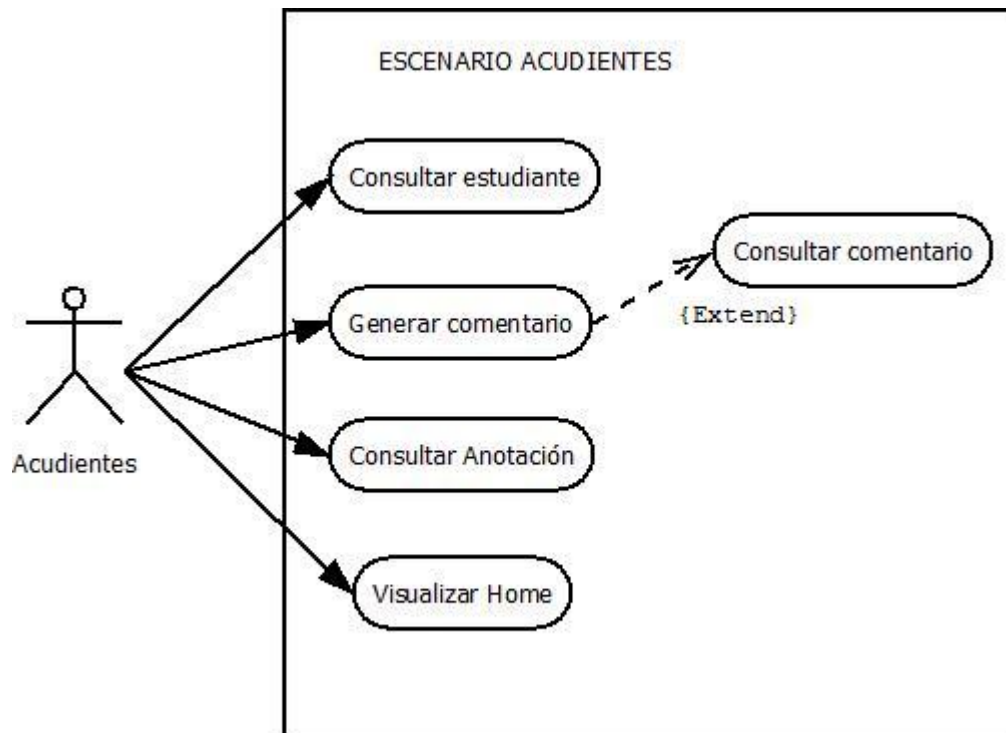 ESCENARIO ACUDIENTES
Consultar estudiante
Consultar comentario
Generar comentario
{Extend}
Acudientes
Consultar Anotación
Visualizar Home